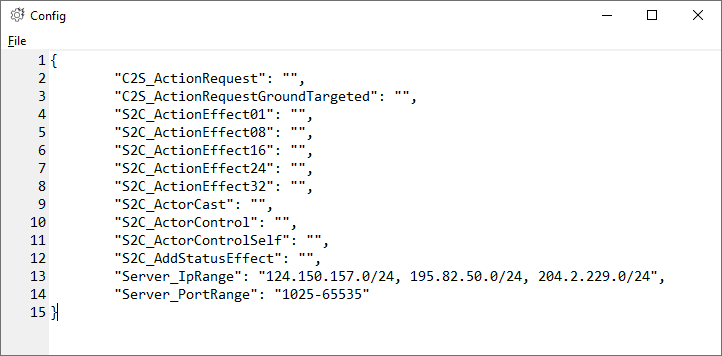 Config
File
1 {
2 "C2S_ActionRequest": "",
3 "C2S_ActionRequestGroundTargeted": "",
4 "S2C_ActionEffect01": "",
5 "S2C_ActionEffect08": "",
6 "S2C_ActionEffect16": "",
7 "S2C_ActionEffect24": "",
8 "S2C_ActionEffect32": "",
9 "S2C_ActorCast": "",
10 "S2C_ActorControl": "",
11 "S2C_ActorControlSelf": "",
12 "S2C_AddStatusEffect": "",
13 "Server_IpRange": "124.150.157.0/24, 195.82.50.0/24, 204.2.229.0/24",
14 "Server_PortRange": "1025-65535"
15 }